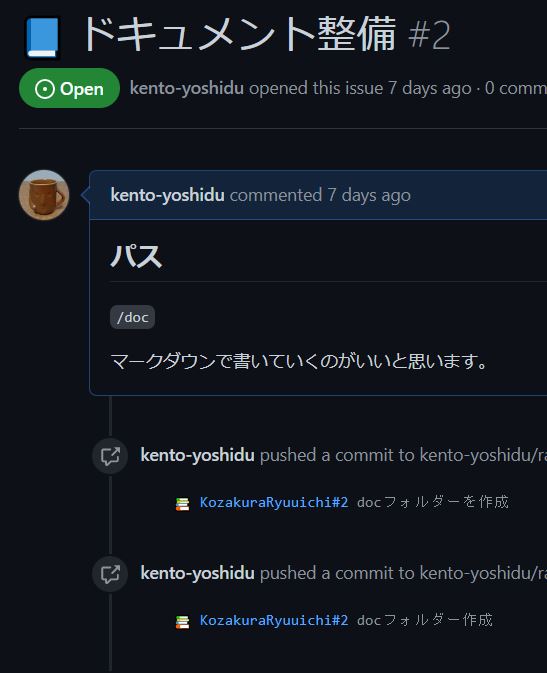 📘 ドキュメント整備 #2
Open kento-yoshidu opened this issue 7 days ago · 0 comm
kento-yoshidu commented 7 days ago
パス
/doc
マークダウンで書いていくのがいいと思います。
kento-yoshidu pushed a commit to kento-yoshidu/ra
📚 KozakuraRyuuichi#2 docフォルダーを作成
kento-yoshidu pushed a commit to kento-yoshidu/ra
📚 KozakuraRyuuichi#2 docフォルダー作成